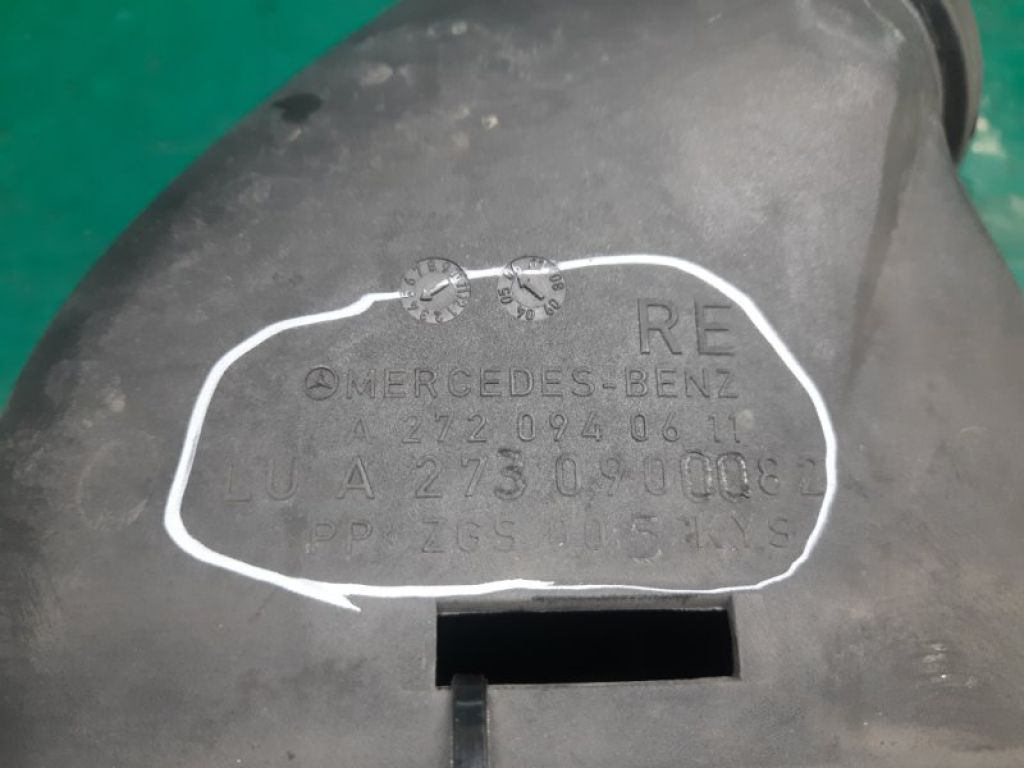 RE
MERCEDES-BENZ
A 272 094 06 11
LU A 273 090 00 82
PP ZGS 005 KYS